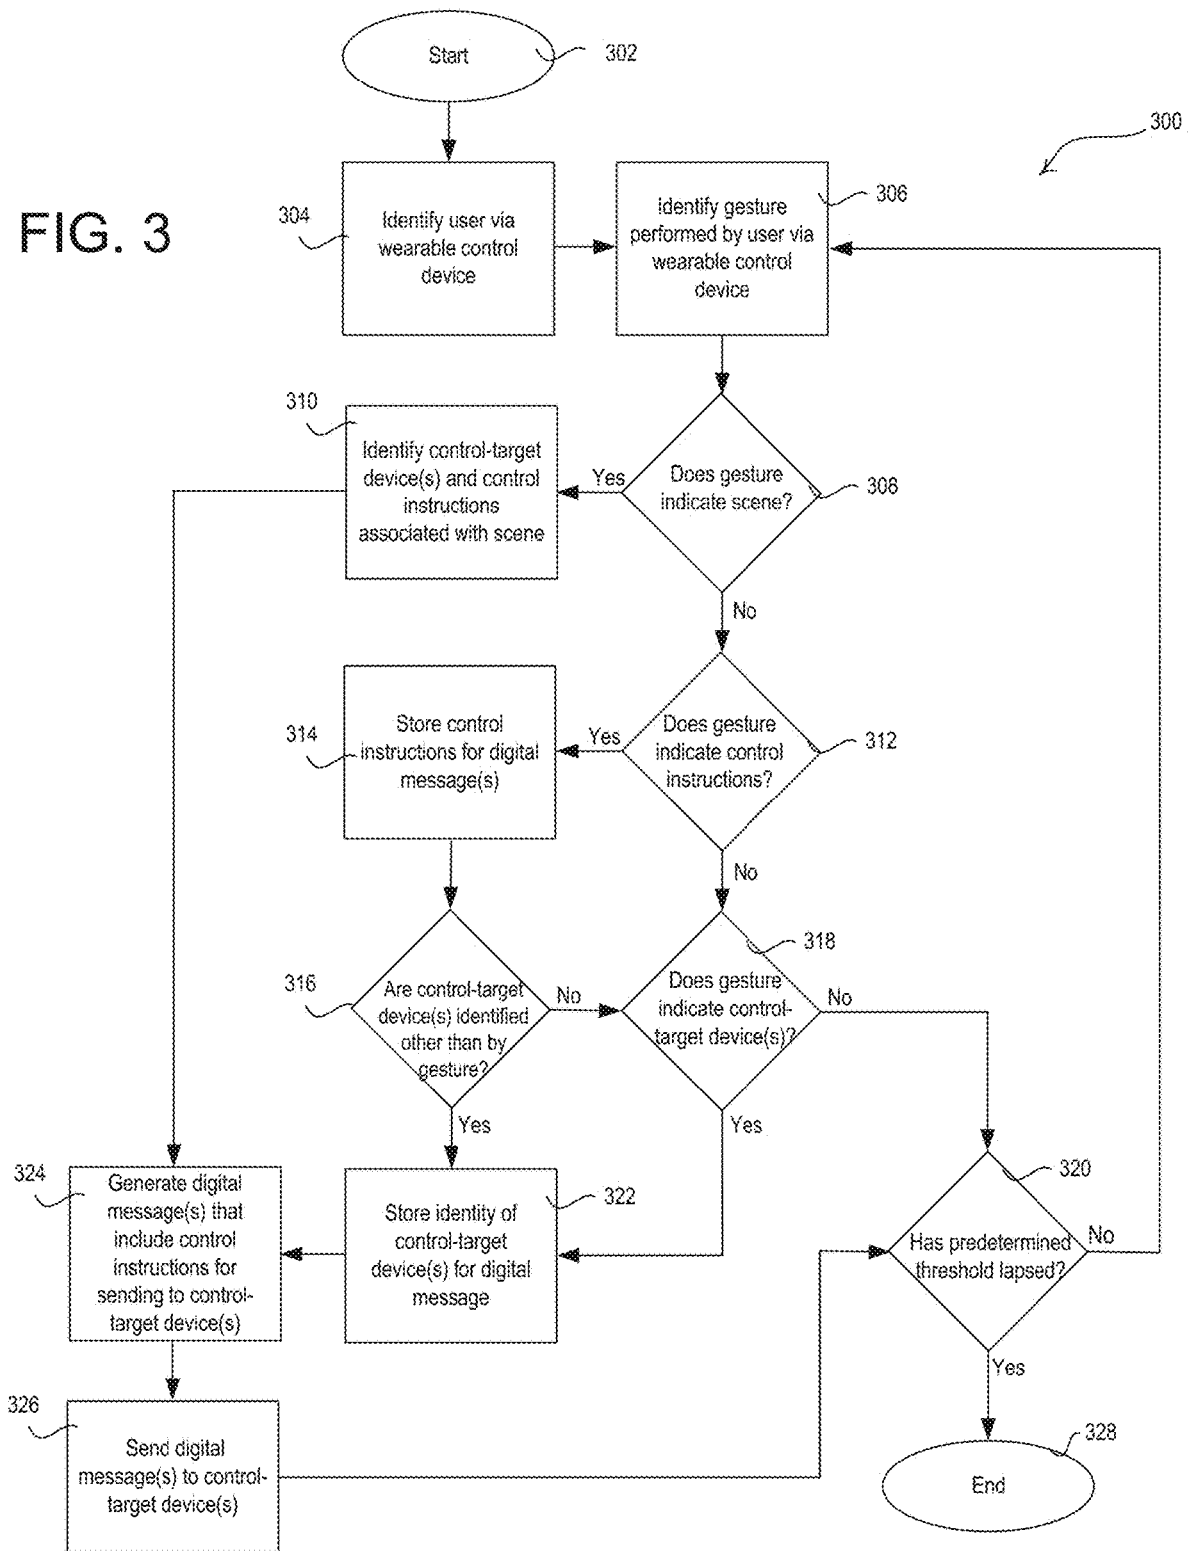 Start
302
300
FIG. 3
304
Identify user via
wearable control
device
306
Identify gesture
performed by user via
wearable control
device
310
Identify control-target
device(s) and control
instructions
associated with scene
Yes
Does gesture
indicate scene?
308
No
314
Store control
instructions for digital
message(s)
Yes
Does gesture
indicate control
instructions?
312
No
316
Are control-target
device(s) identified
other than by
gesture?
No
318
Does gesture
indicate control-
target device(s)?
No
Yes
Yes
324
Generate digital
message(s) that
include control
instructions for
sending to control-
target device(s)
322
Store identity of
control-target
device(s) for digital
message
320
Has predetermined
threshold lapsed?
No
Yes
326
Send digital
message(s) to control-
target device(s)
328
End